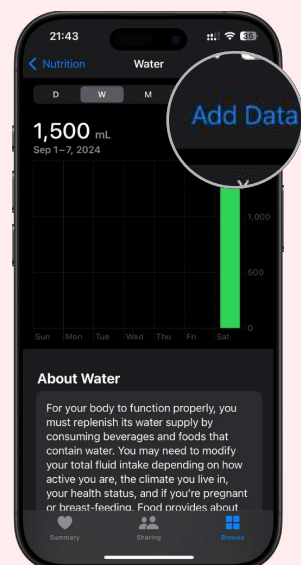 21:43
35
Nutrition
Water
Add Data
D
W
M
1,500 mL
Sep 1–7, 2024
1,000
500
0
Sun Mon Tue Wed Thu Fri Sat
About Water
For your body to function properly, you
must replenish its water supply by
consuming beverages and foods that
contain water. You may need to modify
your total fluid intake depending on how
active you are, the climate you live in,
your health status, and if you're pregnant
or breast-feeding. Food provides about
Summary
Sharing
Browse